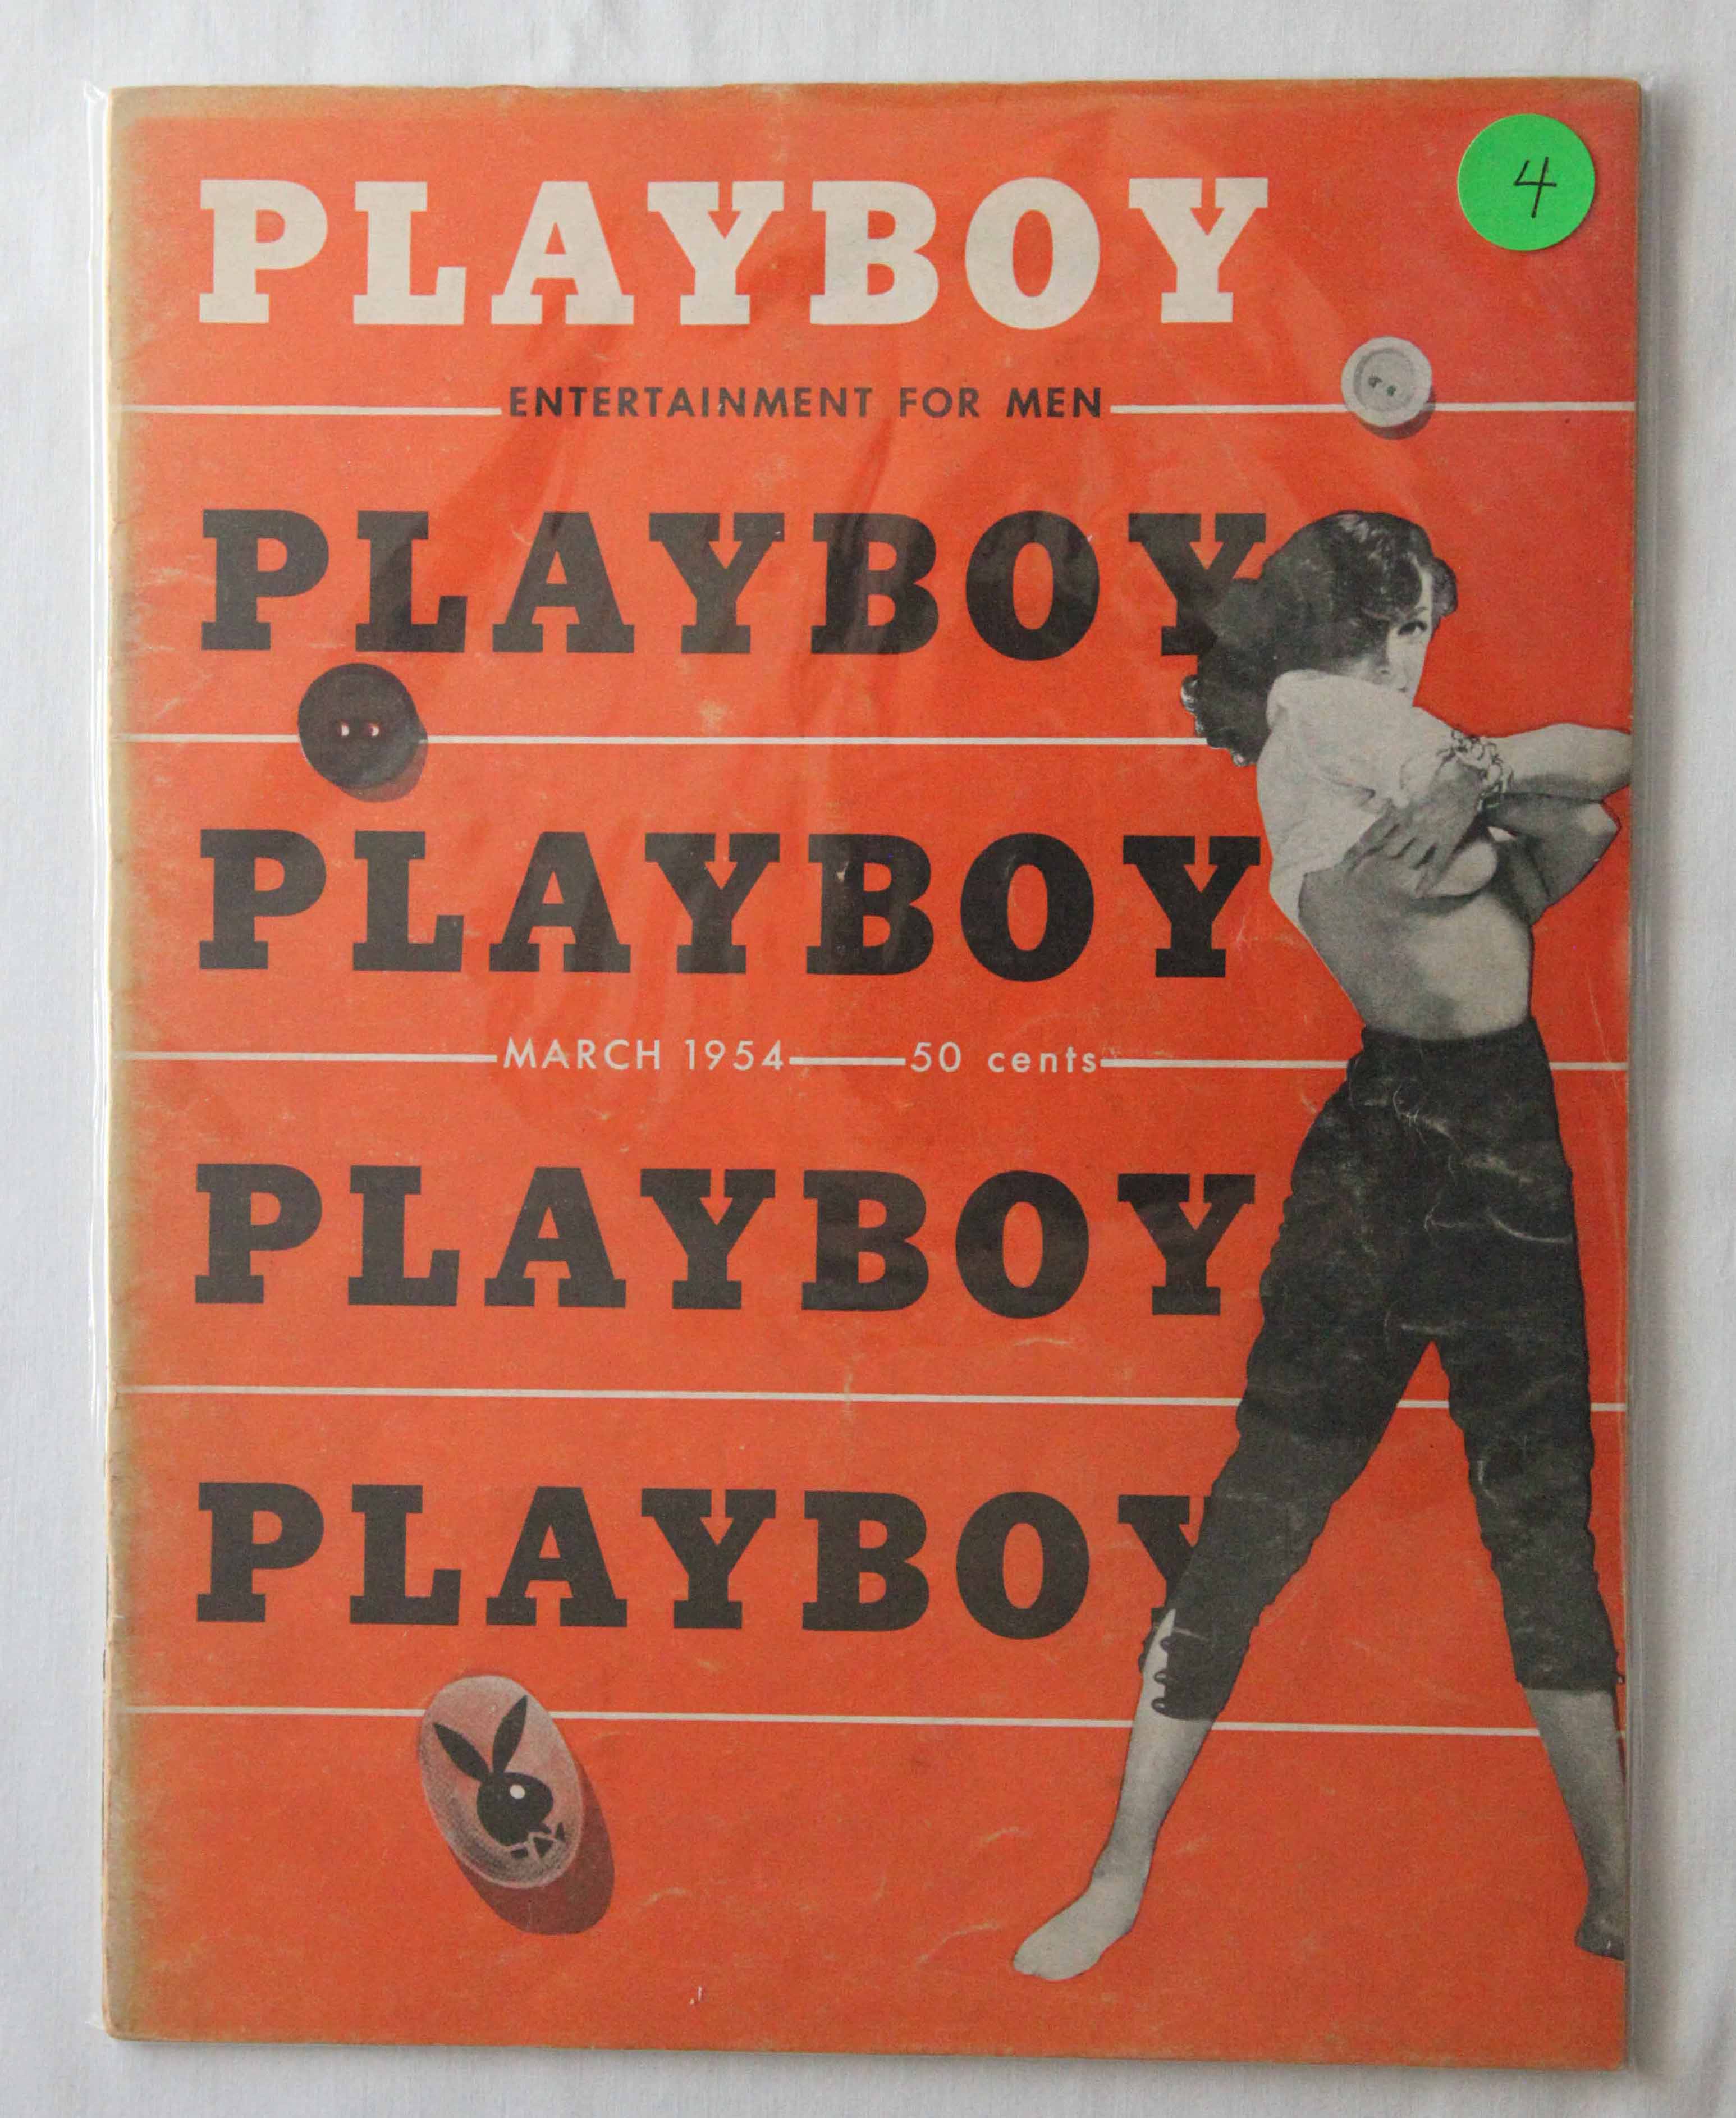 4
PLAYBOY
ENTERTAINMENT FOR MEN
PLAYBOY
PLAYBOY
MARCH 1954 50 cents
PLAYBOY
PLAYBOY